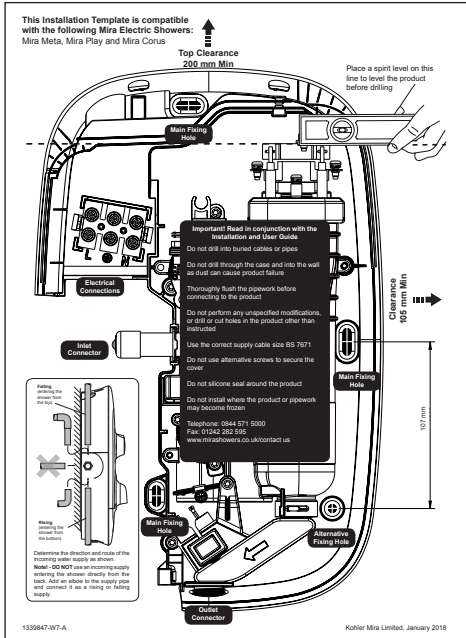 This Installation Template is compatible
with the following Mira Electric Showers:
Mira Meta, Mira Play and Mira Corus
Top Clearance
200 mm Min
Place a spirit level on this
line to level the product
before drilling
Main Fixing
Hole
Important! Read in conjunction with the
Installation and User Guide
Do not drill into buried cables or pipes
Do not drill through the case and into the wall
as dust can cause product failure
Thoroughly flush the pipework before
connecting to the product
Do not perform any unspecified modifications,
or drill or cut holes in the product other than
instructed
Use the correct supply cable size BS 7671
Do not use alternative screws to secure the
cover
Do not silicone seal around the product
Do not install where the product or pipework
may become frozen
Telephone: 0844 571 5000
Fax: 01242 282 595
www.mirashowers.co.uk/contact us
Electrical
Connections
Clearance
105 mm Min
Inlet
Connector
Main Fixing
Hole
107 mm
Falling
(entering the
shower from
the top).
Rising
(entering the
shower from
the bottom).
Determine the direction and route of the
incoming water supply as shown.
Note! - DO NOT use an incoming supply
entering the shower directly from the
back. Add an elbow to the supply pipe
and connect it as a rising or falling
supply.
Main Fixing
Hole
Alternative
Fixing Hole
Outlet
Connector
1339847-W7-A
Kohler Mira Limited, January 2018